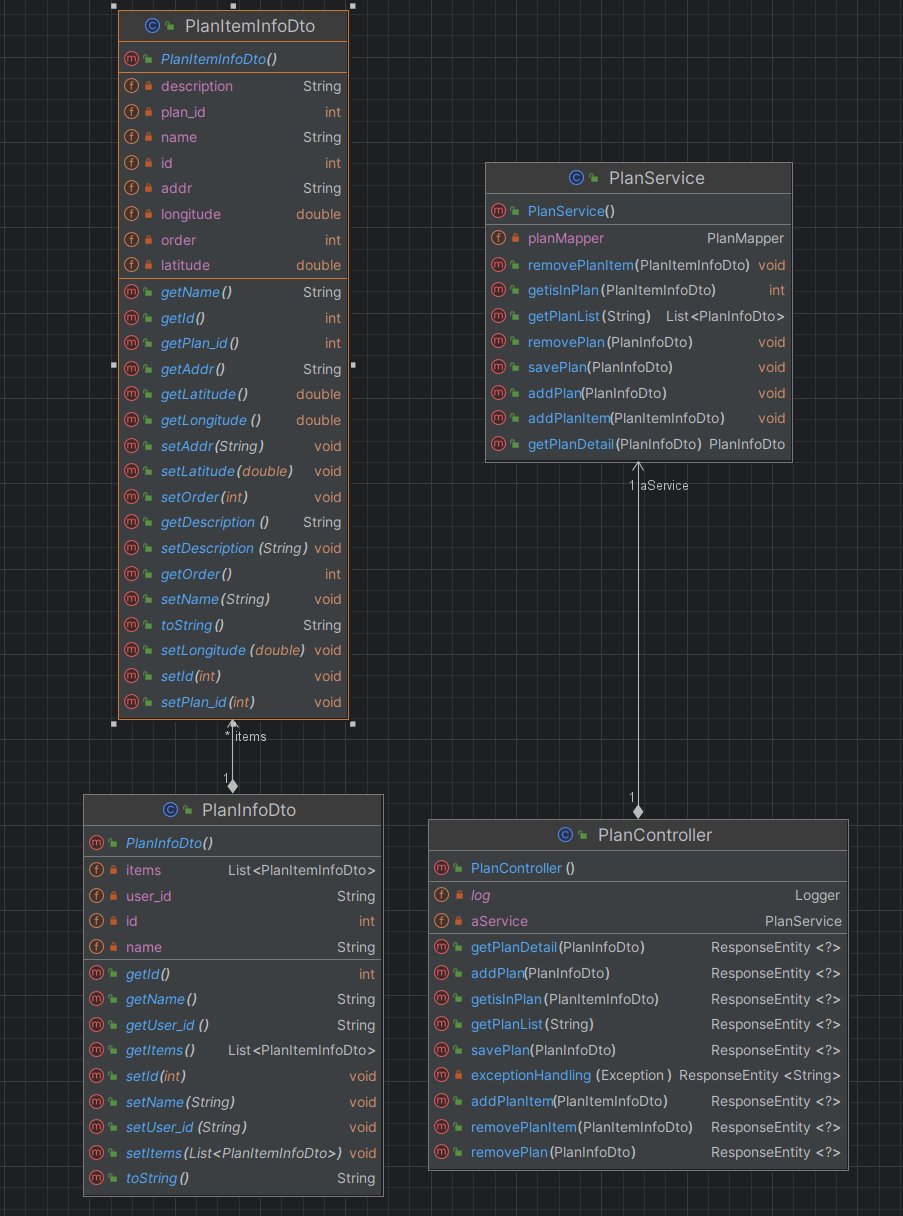 PlanItemInfoDto
PlanItemInfoDto()
description String
plan_id int
name String
id int
addr String
longitude double
order int
latitude double
getName() String
getId() int
getPlan_id() int
getAddr() String
getLatitude() double
getLongitude() double
setAddr(String) void
setLatitude(double) void
setOrder(int) void
getDescription() String
setDescription(String) void
getOrder() int
setName(String) void
toString() String
setLongitude(double) void
setId(int) void
setPlan_id(int) void
* items
1
PlanInfoDto
PlanInfoDto()
items List<PlanItemInfoDto>
user_id String
id int
name String
getId() int
getName() String
getUser_id() String
getItems() List<PlanItemInfoDto>
setId(int) void
setName(String) void
setUser_id(String) void
setItems(List<PlanItemInfoDto>) void
toString() String
PlanService
PlanService()
planMapper PlanMapper
removePlanItem(PlanItemInfoDto) void
getisInPlan(PlanItemInfoDto) int
getPlanList(String) List<PlanInfoDto>
removePlan(PlanInfoDto) void
savePlan(PlanInfoDto) void
addPlan(PlanInfoDto) void
addPlanItem(PlanItemInfoDto) void
getPlanDetail(PlanInfoDto) PlanInfoDto
1 aService
1
PlanController
PlanController()
log Logger
aService PlanService
getPlanDetail(PlanInfoDto) ResponseEntity<?>
addPlan(PlanInfoDto) ResponseEntity<?>
getisInPlan(PlanItemInfoDto) ResponseEntity<?>
getPlanList(String) ResponseEntity<?>
savePlan(PlanInfoDto) ResponseEntity<?>
exceptionHandling(Exception) ResponseEntity<String>
addPlanItem(PlanItemInfoDto) ResponseEntity<?>
removePlanItem(PlanItemInfoDto) ResponseEntity<?>
removePlan(PlanInfoDto) ResponseEntity<?>